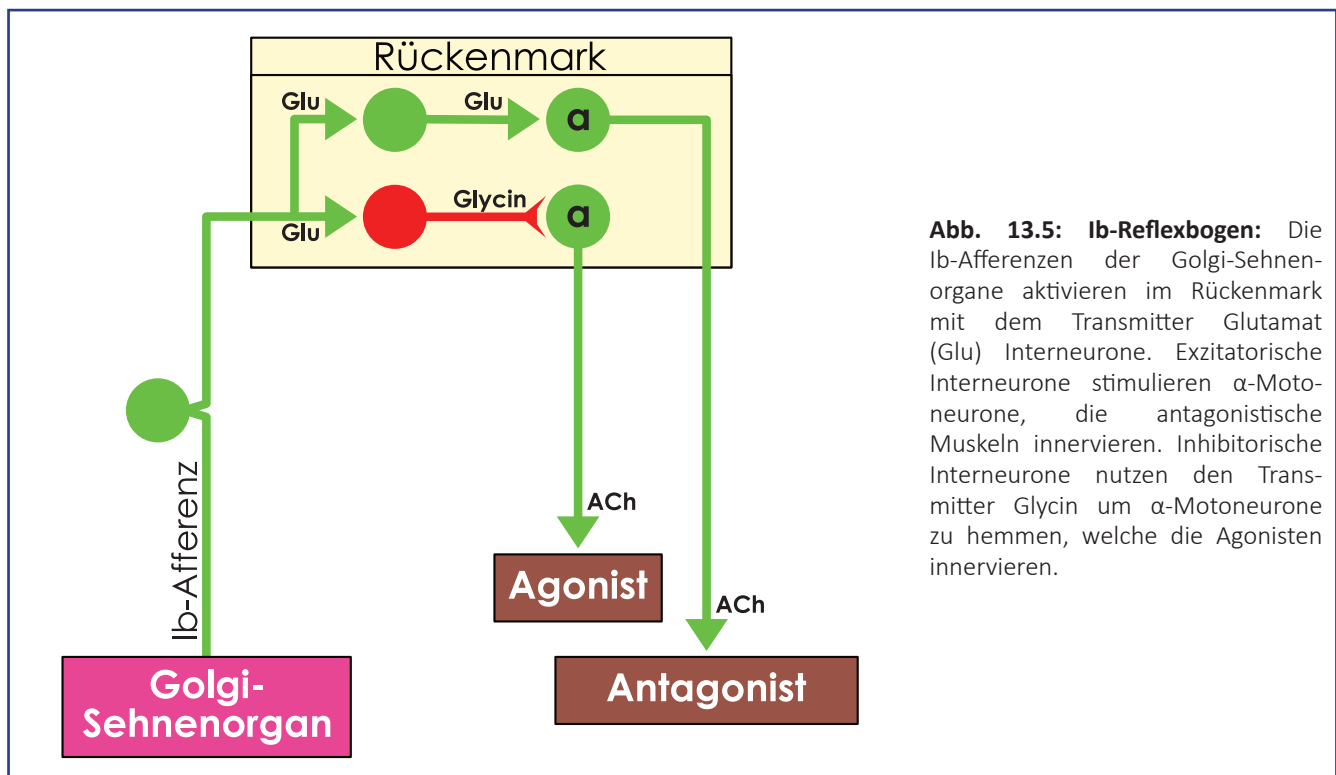 Rückenmark
Glu
Glu
α
Glu
Glycin
α
Ib-Afferenz
ACh
Agonist
ACh
Antagonist
Golgi-
Sehnenorgan
Abb. 13.5: Ib-Reflexbogen: Die
Ib-Afferenzen der Golgi-Sehnen-
organe aktivieren im Rückenmark
mit dem Transmitter Glutamat
(Glu) Interneurone. Exzitatorische
Interneurone stimulieren α-Moto-
neurone, die antagonistische
Muskeln innervieren. Inhibitorische
Interneurone nutzen den Trans-
mitter Glycin um α-Motoneurone
zu hemmen, welche die Agonisten
innervieren.